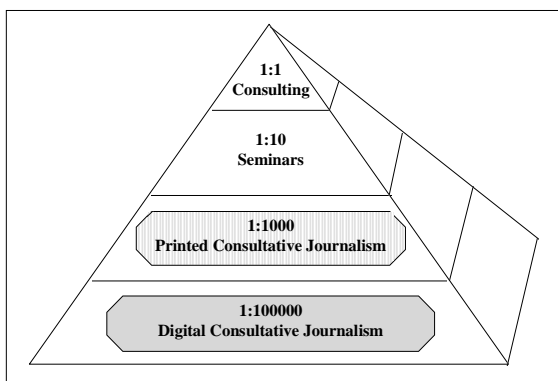 1:1
Consulting
1:10
Seminars
1:1000
Printed Consultative Journalism
1:100000
Digital Consultative Journalism